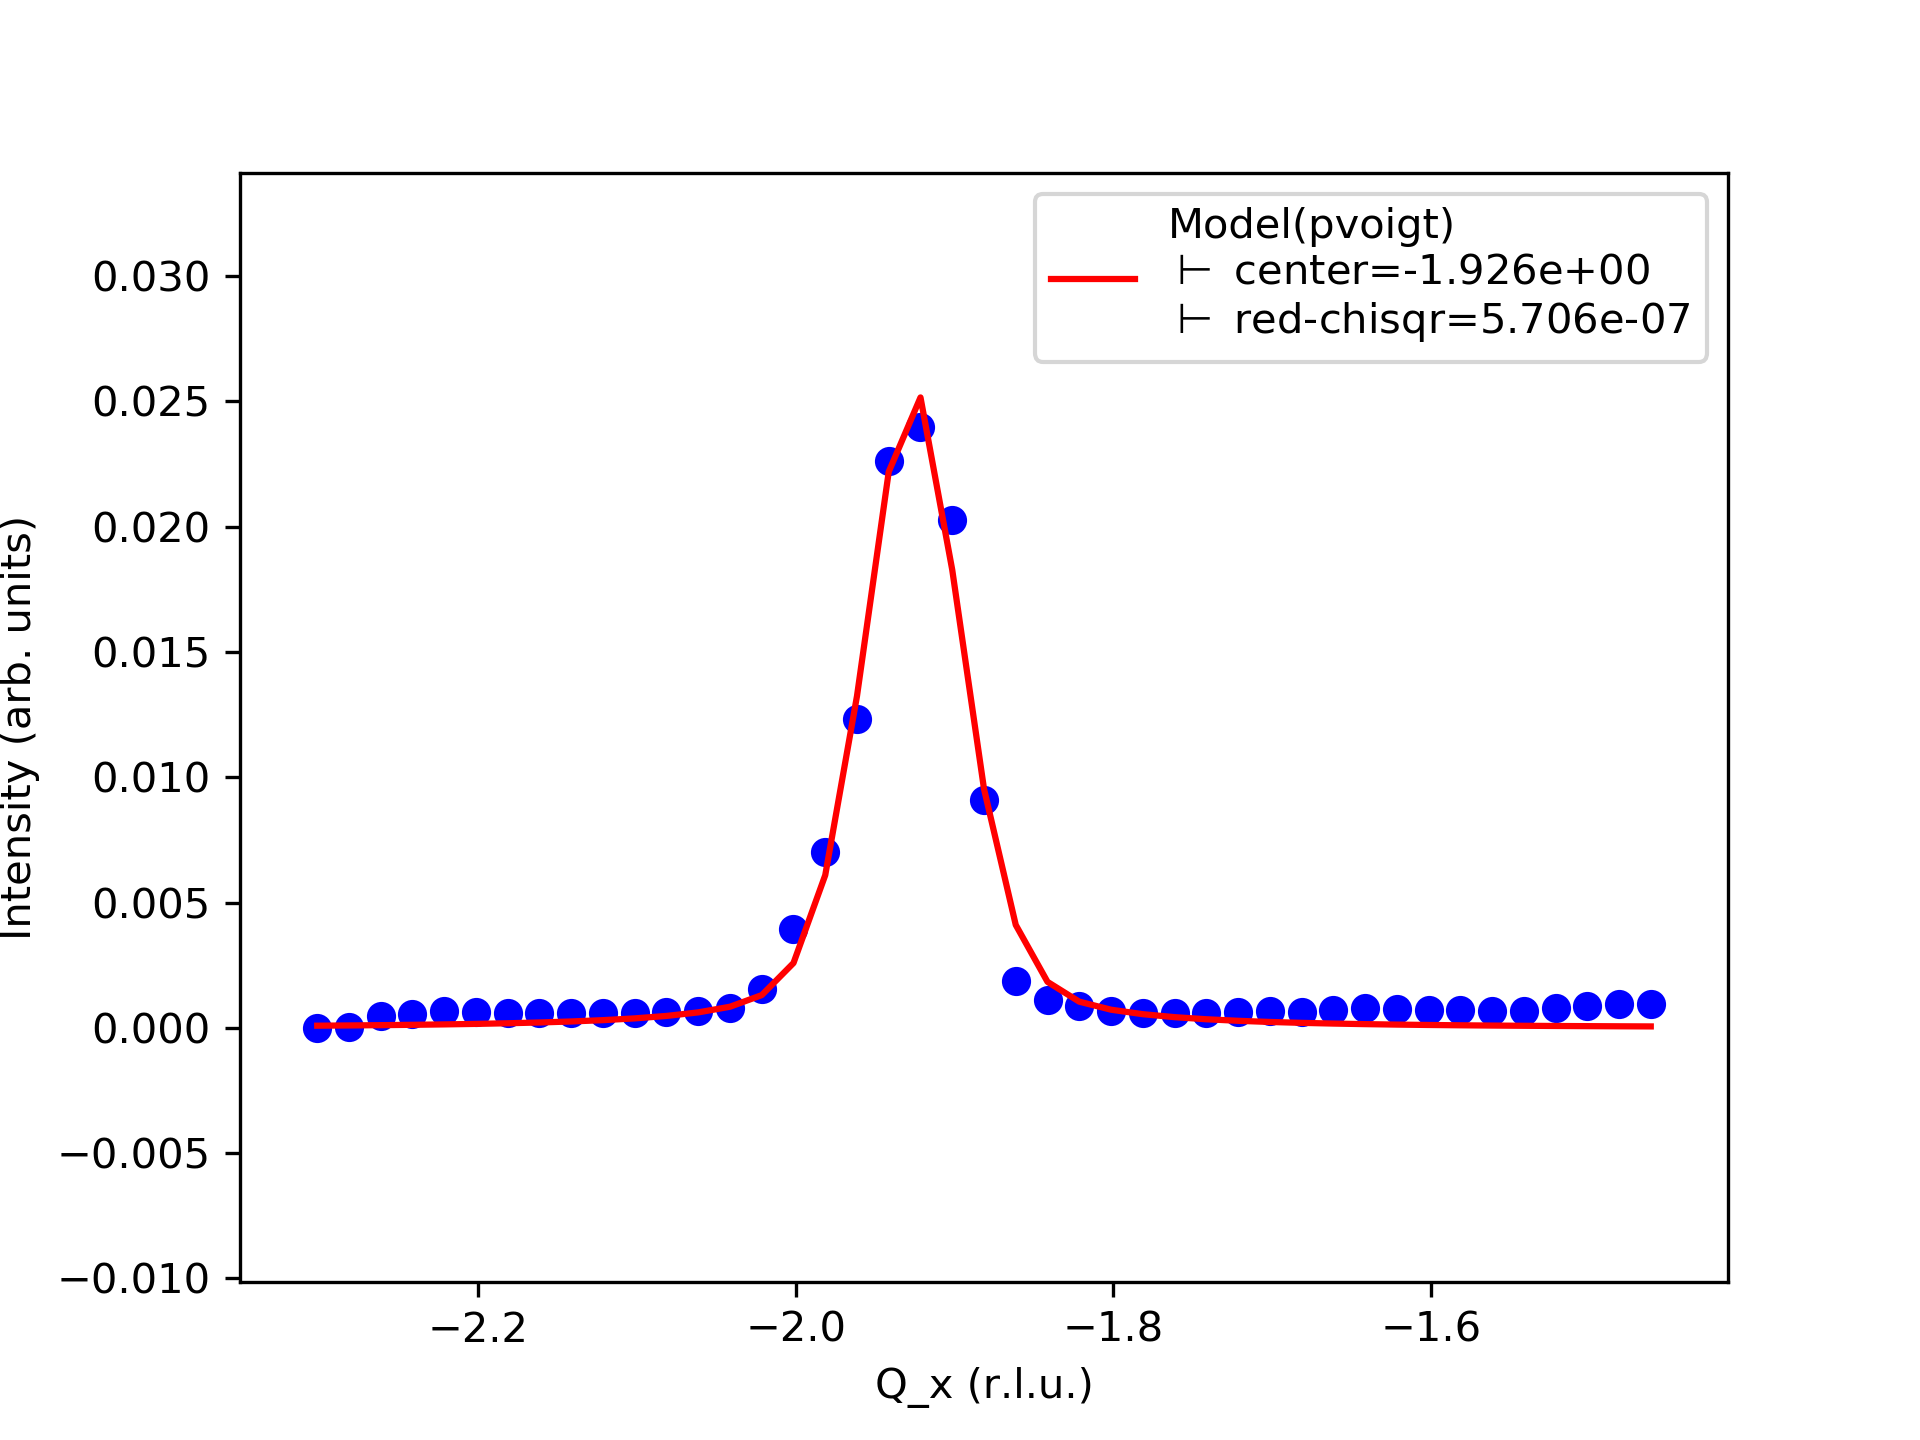 Model(pvoigt)
⊢ center=-1.926e+00
⊢ red-chisqr=5.706e-07
0.030
0.025
0.020
0.015
0.010
0.005
0.000
−0.005
−0.010
Intensity (arb. units)
−2.2 −2.0 −1.8 −1.6
Q_x (r.l.u.)